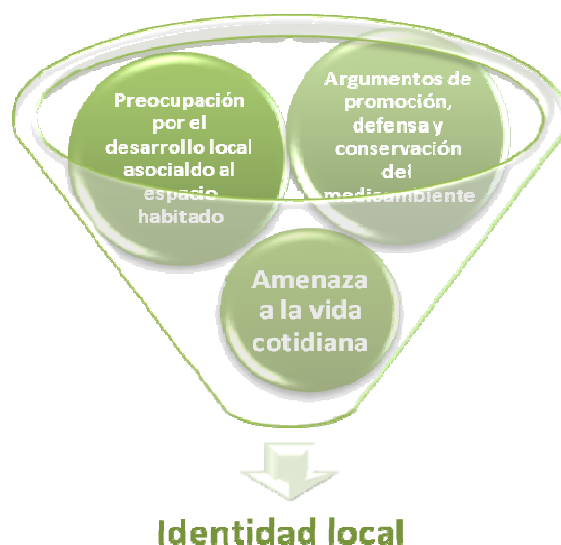 Preocupación
por el
desarrollo local
asocialdo al
espacio
habitado
Argumentos de
promoción,
defensa y
conservación
del
medioambiente
Amenaza
a la vida
cotidiana
Identidad local